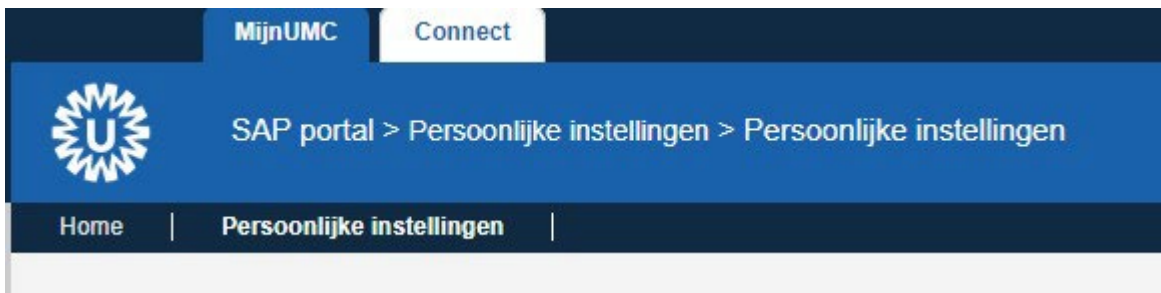 MijnUMC Connect
U
SAP portal > Persoonlijke instellingen > Persoonlijke instellingen
Home | Persoonlijke instellingen |